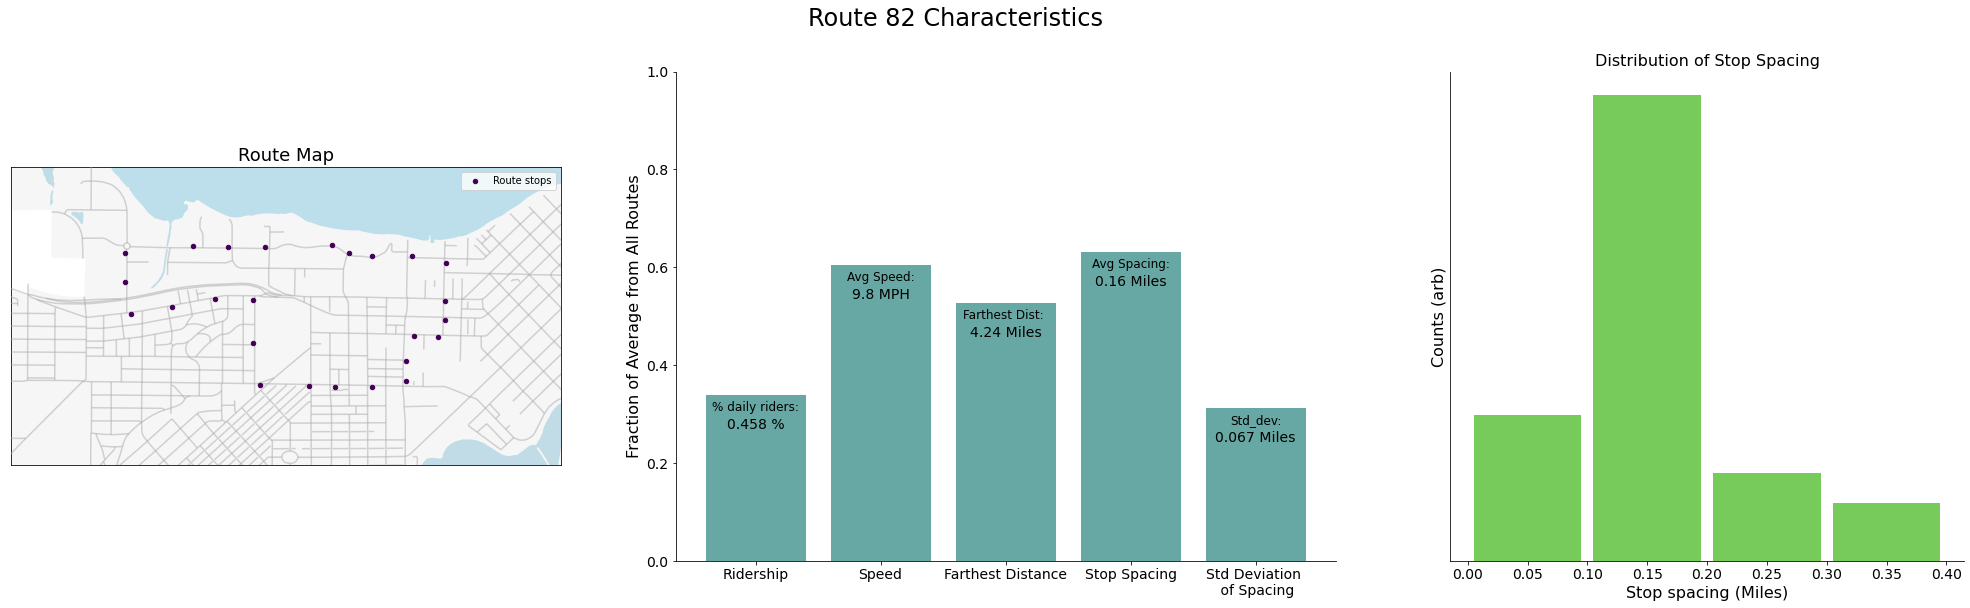 Route 82 Characteristics
Route Map
Route stops
Fraction of Average from All Routes
1.0
0.8
0.6
0.4
0.2
0.0
% daily riders:
0.458 %
Avg Speed:
9.8 MPH
Farthest Dist:
4.24 Miles
Avg Spacing:
0.16 Miles
Std_dev:
0.067 Miles
Ridership
Speed
Farthest Distance
Stop Spacing
Std Deviation
of Spacing
Distribution of Stop Spacing
Counts (arb)
0.00 0.05 0.10 0.15 0.20 0.25 0.30 0.35 0.40
Stop spacing (Miles)